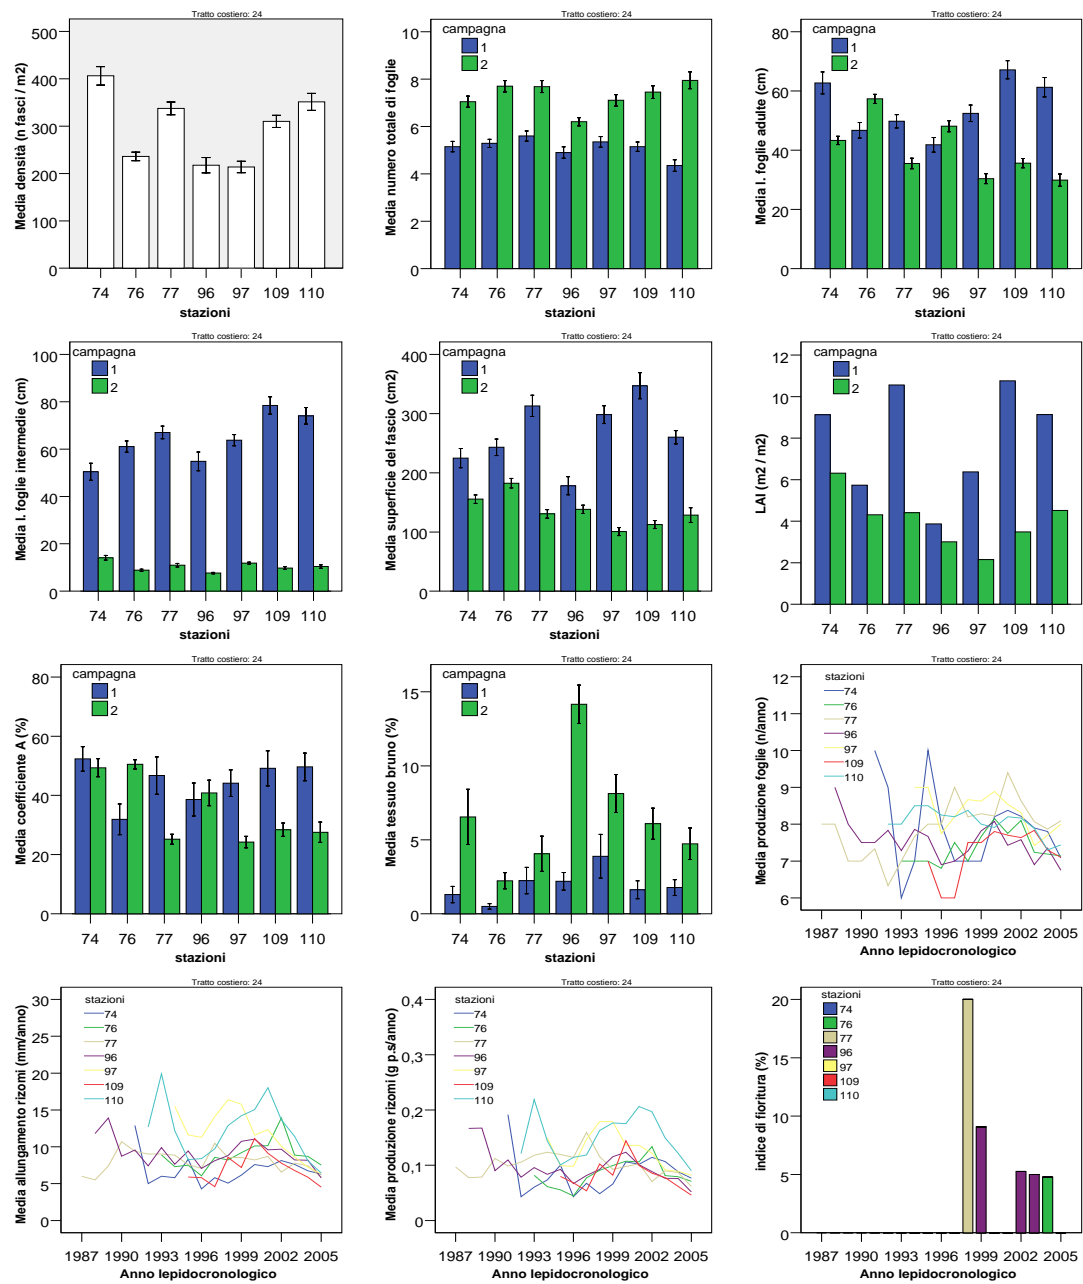 Tratto costiero: 24
Media densità (n fasci / m2)
500
400
300
200
100
0
74 76 77 96 97 109 110
stazioni
Tratto costiero: 24
campagna
1
2
Media numero totale di foglie
10
8
6
4
2
0
74 76 77 96 97 109 110
stazioni
Tratto costiero: 24
campagna
1
2
Media l. foglie adulte (cm)
80
60
40
20
0
74 76 77 96 97 109 110
stazioni
Tratto costiero: 24
campagna
1
2
Media l. foglie intermedie (cm)
100
80
60
40
20
0
74 76 77 96 97 109 110
stazioni
Tratto costiero: 24
campagna
1
2
Media superficie del fascio (cm2)
400
300
200
100
0
74 76 77 96 97 109 110
stazioni
Tratto costiero: 24
campagna
1
2
LAI (m2 / m2)
12
10
8
6
4
2
0
74 76 77 96 97 109 110
Tratto costiero: 24
campagna
1
2
Media coefficiente A (%)
80
60
40
20
0
74 76 77 96 97 109 110
stazioni
Tratto costiero: 24
campagna
1
2
Media tessuto bruno (%)
15
10
5
0
74 76 77 96 97 109 110
stazioni
Tratto costiero: 24
stazioni
74
76
77
96
97
109
110
Media produzione foglie (n/anno)
12
11
10
9
8
7
6
1987 1990 1993 1996 1999 2002 2005
Anno lepidocronologico
Tratto costiero: 24
stazioni
74
76
77
96
97
109
110
Media allungamento rizomi (mm/anno)
30
25
20
15
10
5
0
1987 1990 1993 1996 1999 2002 2005
Anno lepidocronologico
Tratto costiero: 24
stazioni
74
76
77
96
97
109
110
Media produzione rizomi (g p.s/anno)
0,4
0,3
0,2
0,1
0
1987 1990 1993 1996 1999 2002 2005
Anno lepidocronologico
Tratto costiero: 24
stazioni
74
76
77
96
97
109
110
indice di fioritura (%)
20
15
10
5
0
1987 1990 1993 1996 1999 2002 2005
Anno lepidocronologico